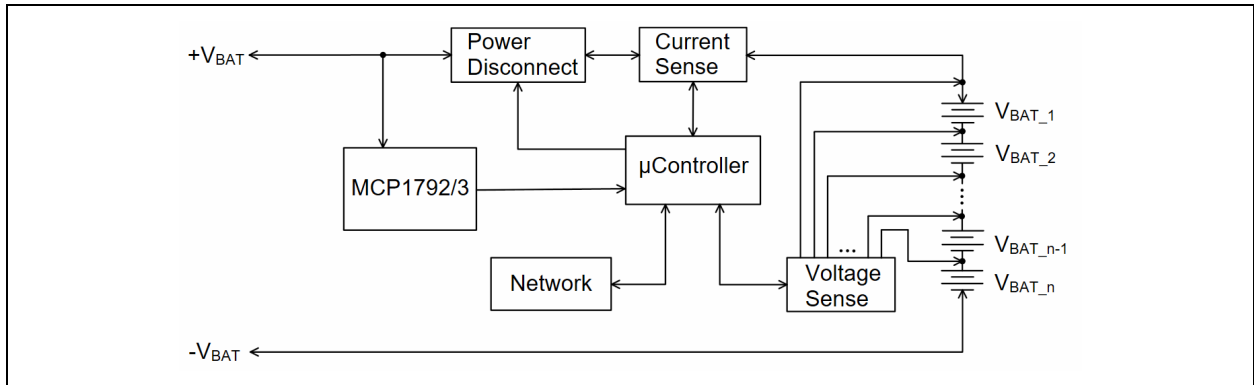 Power
Disconnect
Current
Sense
+VBAT
VBAT_1
VBAT_2
µController
MCP1792/3
...
VBAT_n-1
Network
Voltage
Sense
VBAT_n
-VBAT